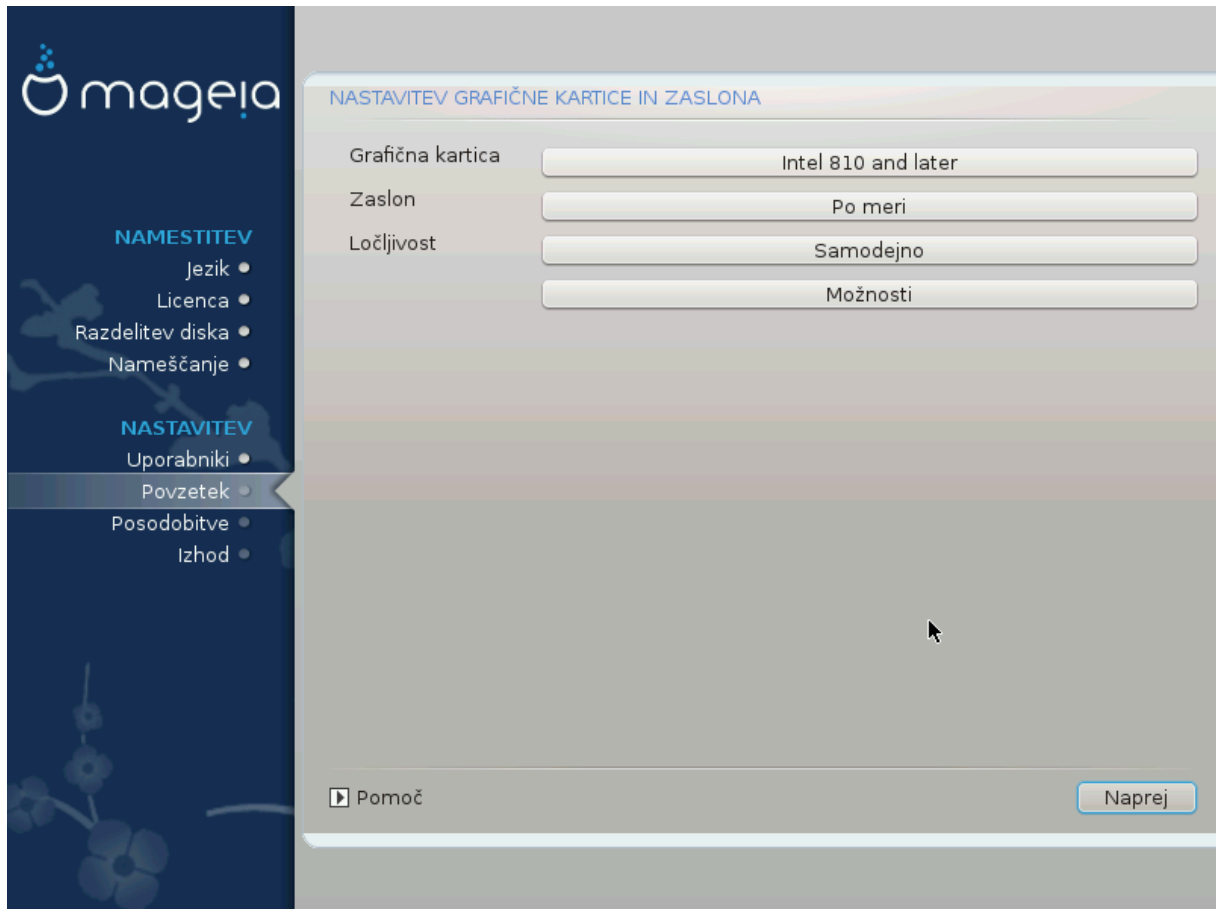 mageia
NAMESTITEV
Jezik
Licenca
Razdelitev diska
Nameščanje
NASTAVITEV
Uporabniki
Povzetek
Posodobitve
Izhod
NASTAVITEV GRAFIČNE KARTICE IN ZASLONA
Grafična kartica
Intel 810 and later
Zaslon
Po meri
Ločljivost
Samodejno
Možnosti
Pomoč
Naprej